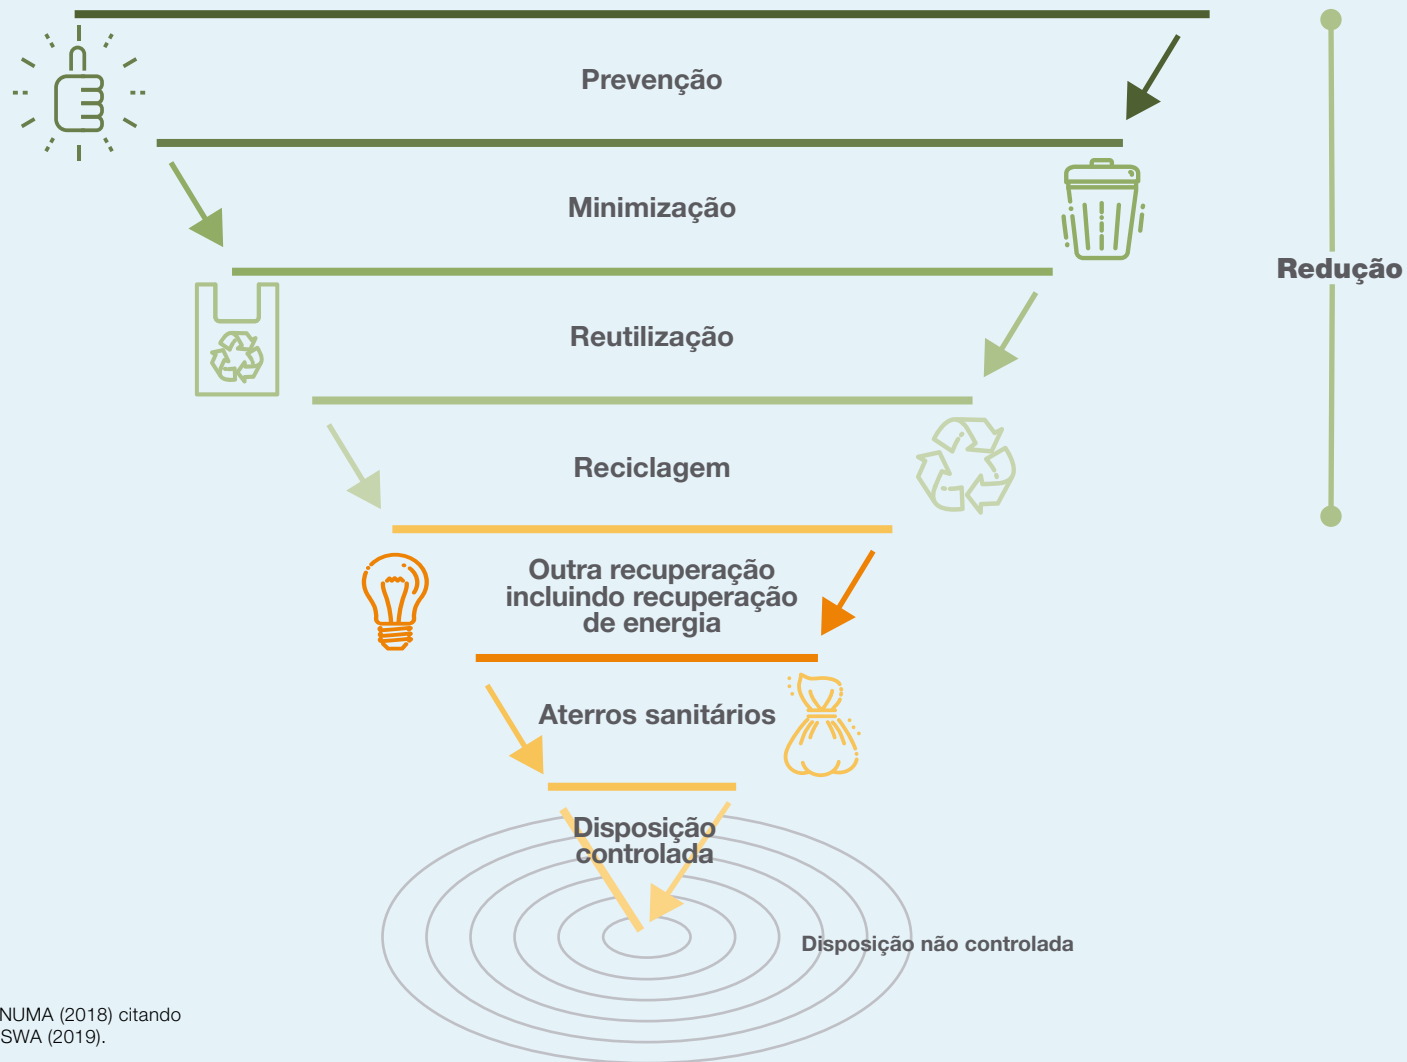 Prevenção
Minimização
Redução
Reutilização
Reciclagem
Outra recuperação
incluindo recuperação
de energia
Aterros sanitários
Disposição
controlada
Disposição não controlada
NUMA (2018) citando
SWA (2019).